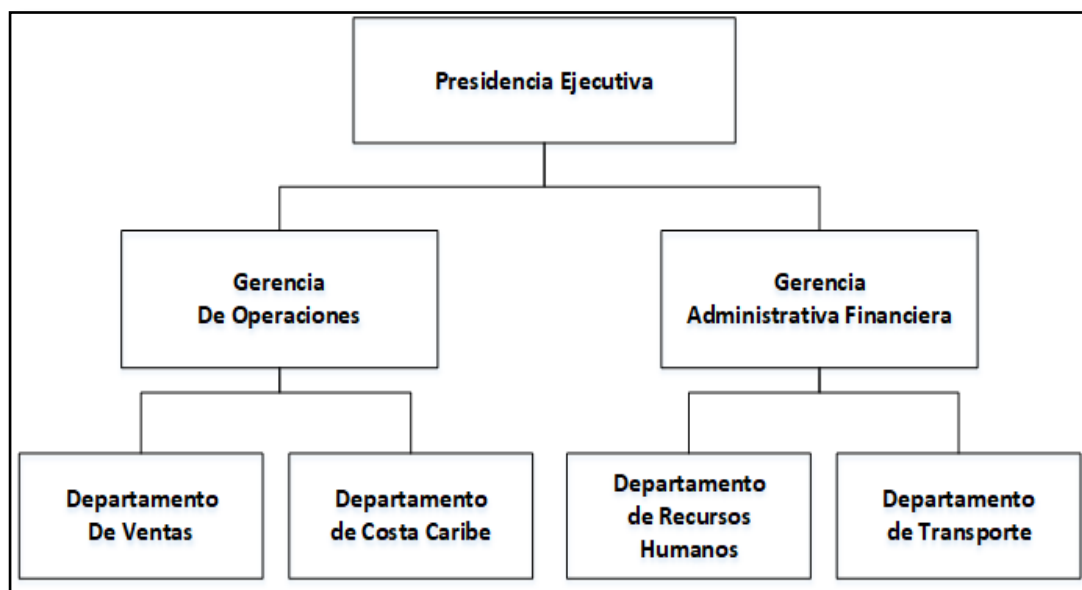 Presidencia Ejecutiva
Gerencia
De Operaciones
Gerencia
Administrativa Financiera
Departamento
De Ventas
Departamento
de Costa Caribe
Departamento
de Recursos
Humanos
Departamento
de Transporte